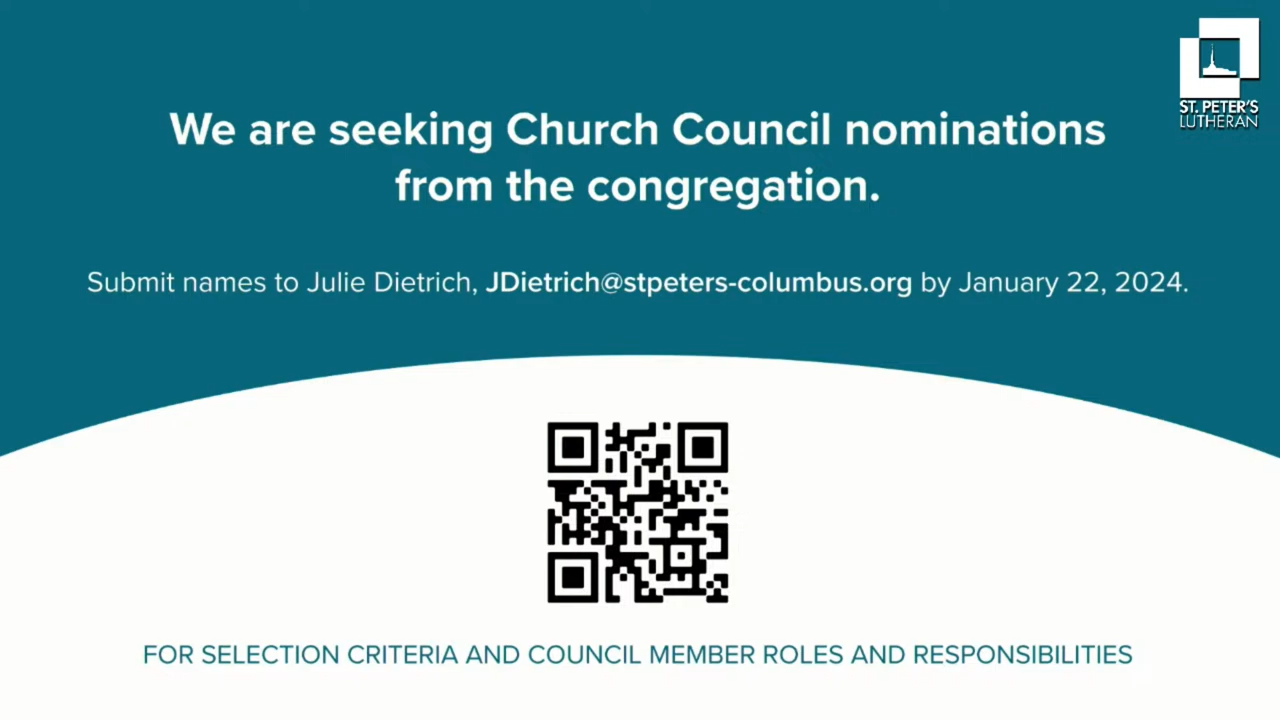 ST. PETER'S
LUTHERAN
We are seeking Church Council nominations
from the congregation.
Submit names to Julie Dietrich, JDietrich@stpeters-columbus.org by January 22, 2024.
FOR SELECTION CRITERIA AND COUNCIL MEMBER ROLES AND RESPONSIBILITIES